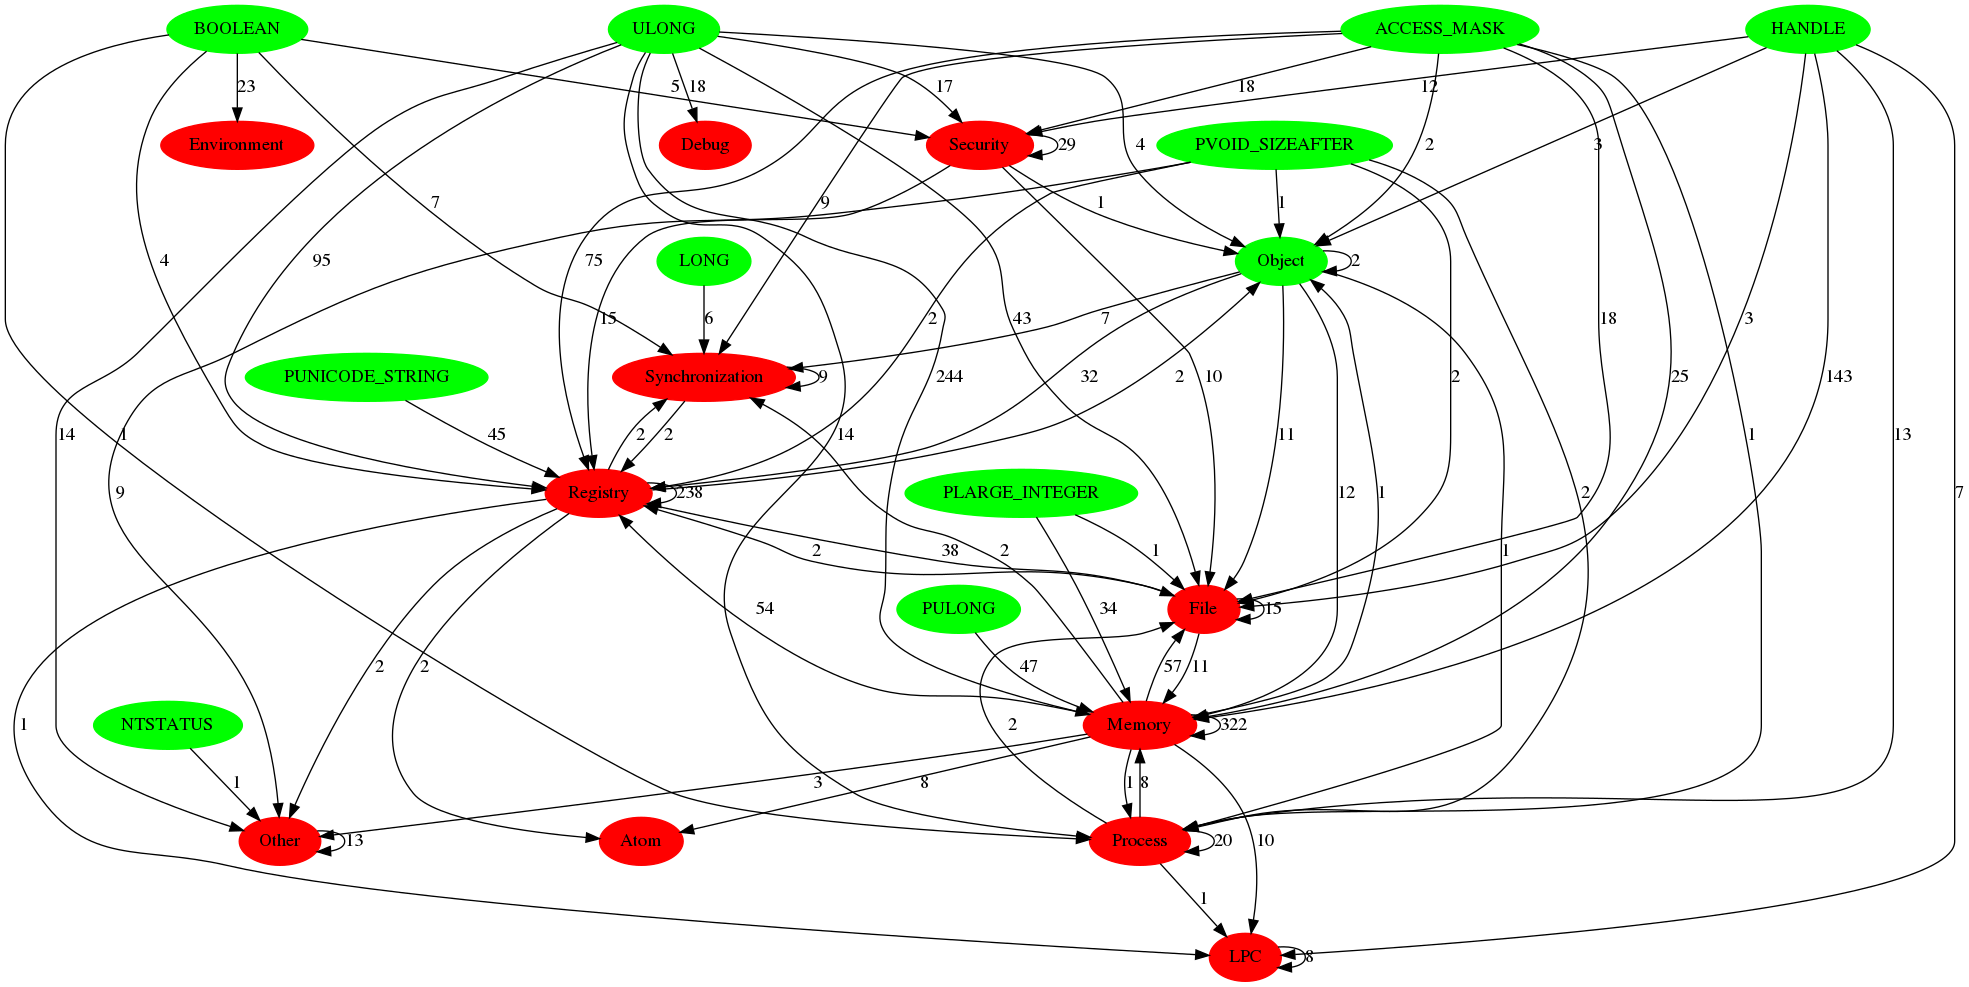 BOOLEAN ULONG ACCESS_MASK HANDLE
23 5 18 17 18 12
Environment Debug Security PVOID_SIZEAFTER
29 4 2 3
7 9 1 1
4 95 75 LONG Object 2
15 6 2 7 43 18 3
PUNICODE_STRING Synchronization 9 244 32 2 10 2 25 143
14 1 45 2 2 14 11 1 13
9 Registry 238 PLARGE_INTEGER 12 1 2 7
2 38 2 1 1
54 PULONG 34 File 15
2 2 47 57 11
1 NTSTATUS 2 Memory 322
1 3 8 1 8
Other 13 Atom Process 20 10
1
LPC 8